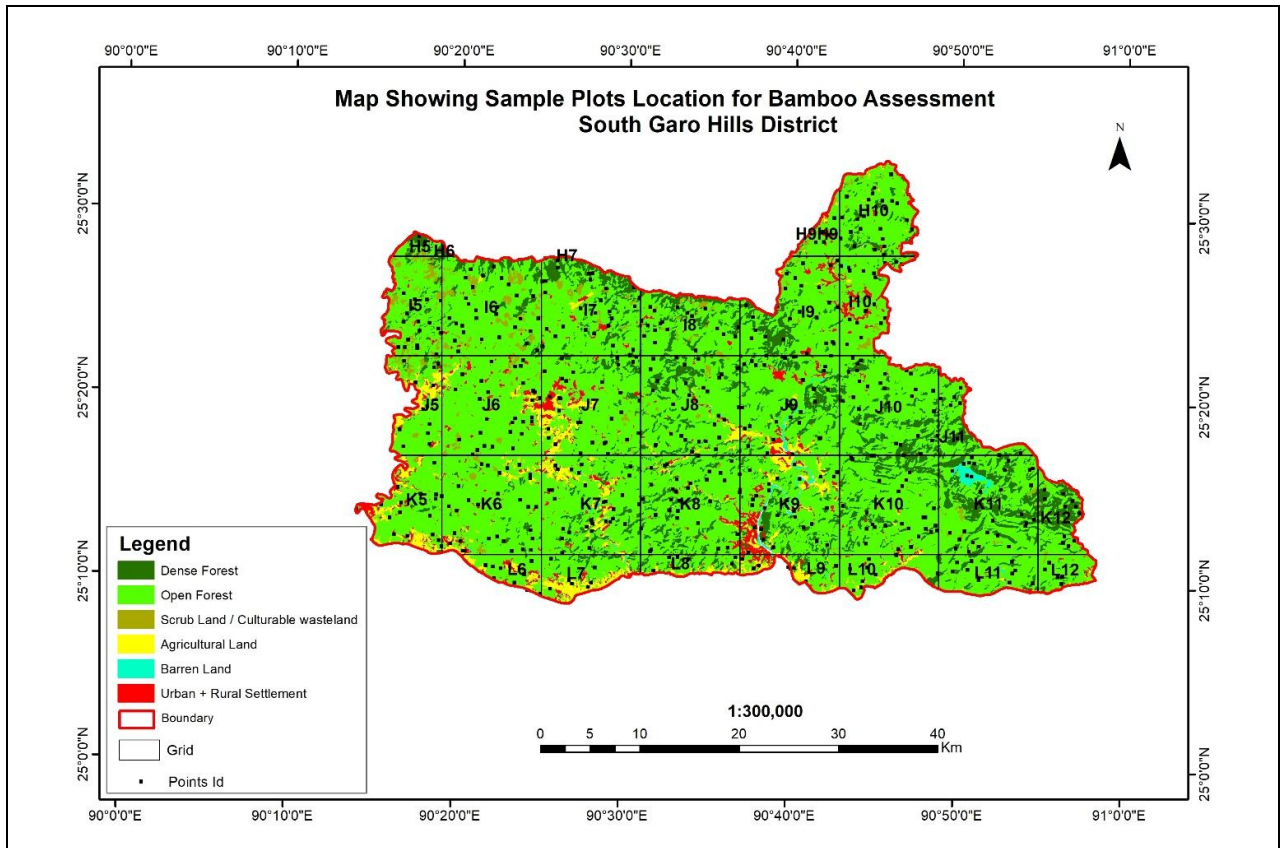 90°0'0"E 90°10'0"E 90°20'0"E 90°30'0"E 90°40'0"E 90°50'0"E 91°0'0"E
Map Showing Sample Plots Location for Bamboo Assessment
South Garo Hills District
N
25°30'0"N
25°20'0"N
25°10'0"N
25°0'0"N
25°30'0"N
25°20'0"N
25°10'0"N
25°0'0"N
H5 H6 H7 H9 H9 H10
I5 I6 I7 I8 I9 I10
J5 J6 J7 J8 J9 J10 J11
K5 K6 K7 K8 K9 K10 K11 K12
L6 L7 L8 L9 L10 L11 L12
Legend
Dense Forest
Open Forest
Scrub Land / Culturable wasteland
Agricultural Land
Barren Land
Urban + Rural Settlement
Boundary
Grid
Points Id
1:300,000
0 5 10 20 30 40
Km
90°0'0"E 90°10'0"E 90°20'0"E 90°30'0"E 90°40'0"E 90°50'0"E 91°0'0"E